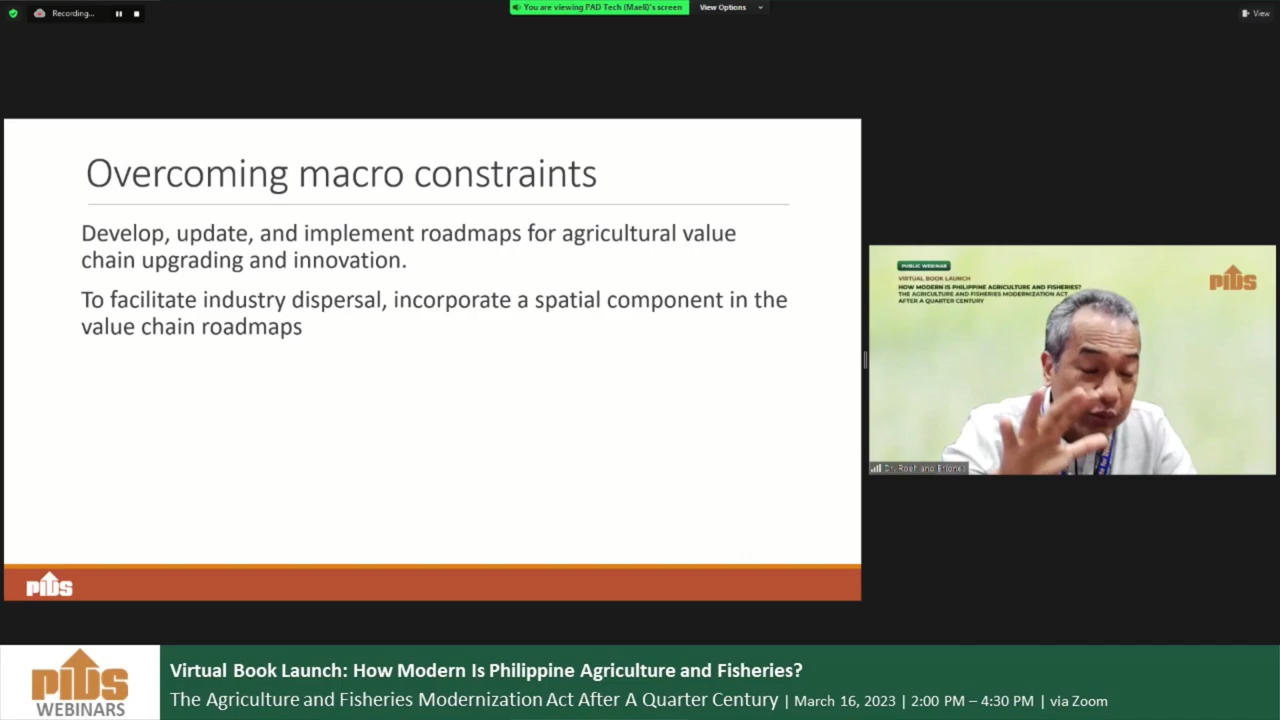 Recording...
You are viewing PAD Tech (Maeli)'s screen
View Options
View
Overcoming macro constraints
Develop, update, and implement roadmaps for agricultural value
chain upgrading and innovation.
To facilitate industry dispersal, incorporate a spatial component in the
value chain roadmaps
PIDS
PUBLIC WEBINAR
VIRTUAL BOOK LAUNCH
HOW MODERN IS PHILIPPINE AGRICULTURE AND FISHERIES?
THE AGRICULTURE AND FISHERIES MODERNIZATION ACT
AFTER A QUARTER CENTURY
PIDS
Dr. Roehlano Briones
PIDS
WEBINARS
Virtual Book Launch: How Modern Is Philippine Agriculture and Fisheries?
The Agriculture and Fisheries Modernization Act After A Quarter Century | March 16, 2023 | 2:00 PM – 4:30 PM | via Zoom